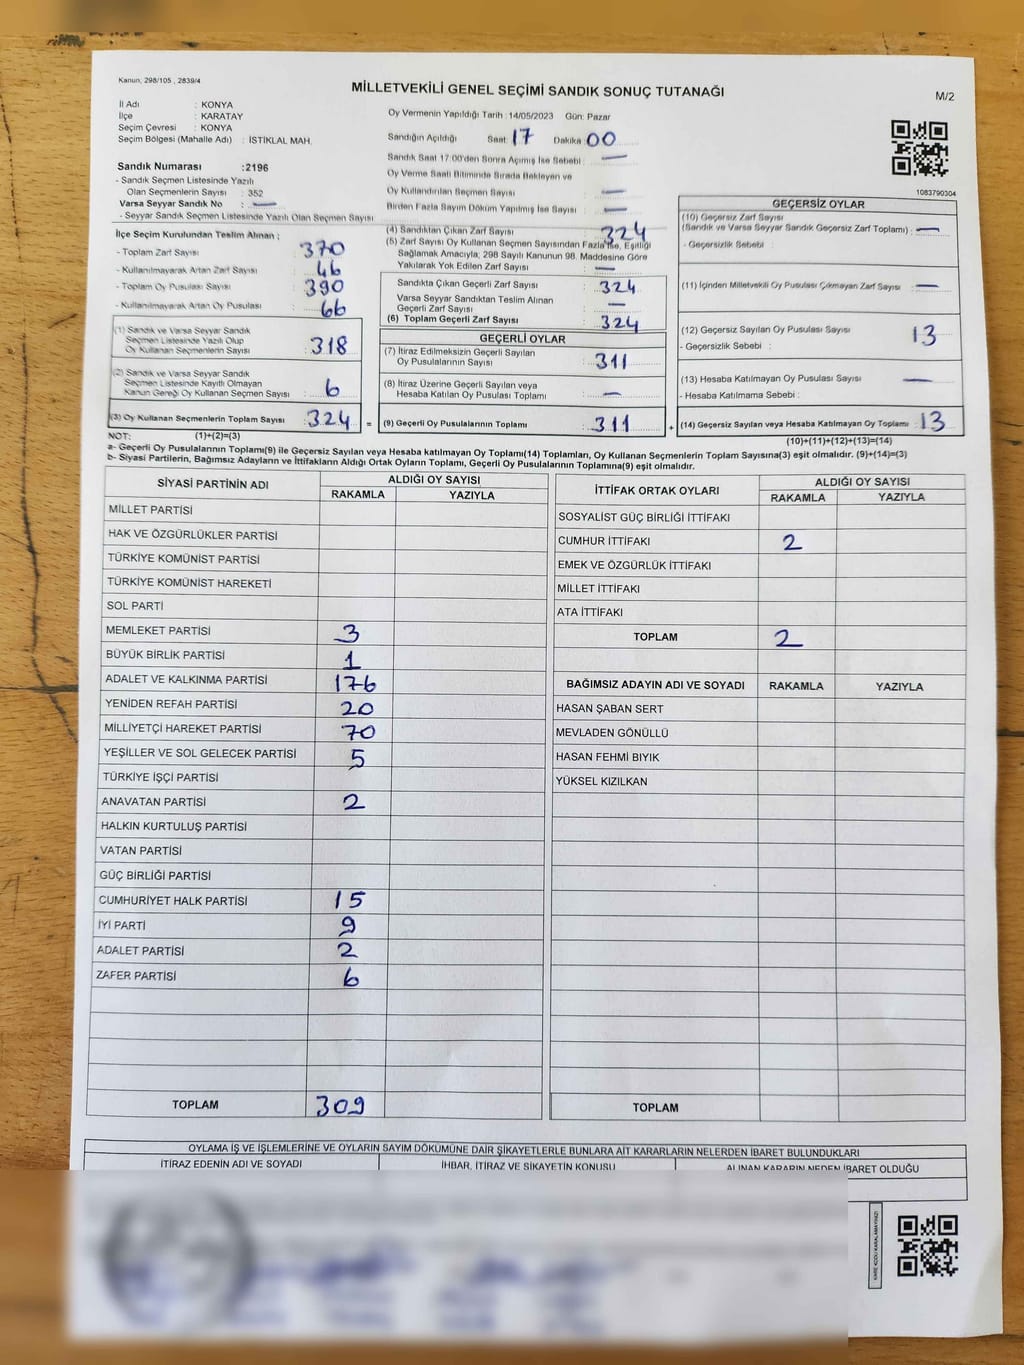 Kanun, 298/105 , 2839/4
MİLLETVEKİLİ GENEL SEÇİMİ SANDIK SONUÇ TUTANAĞI
M/2
İl Adı : KONYA
İlçe : KARATAY
Seçim Çevresi : KONYA
Seçim Bölgesi (Mahalle Adı) : İSTİKLAL MAH.
Sandık Numarası :2196
- Sandık Seçmen Listesinde Yazılı
Olan Seçmenlerin Sayısı : 352
Varsa Seyyar Sandık No : —
- Seyyar Sandık Seçmen Listesinde Yazılı Olan Seçmen Sayısı
İlçe Seçim Kurulundan Teslim Alınan ;
- Toplam Zarf Sayısı : 370
- Kullanılmayarak Artan Zarf Sayısı : 46
- Toplam Oy Pusulası Sayısı : 390
- Kullanılmayarak Artan Oy Pusulası : 66
(1) Sandık ve Varsa Seyyar Sandık
Seçmen Listesinde Yazılı Olup
Oy Kullanan Seçmenlerin Sayısı : 318
(2) Sandık ve Varsa Seyyar Sandık
Seçmen Listesinde Kayıtlı Olmayan
Kanun Gereği Oy Kullanan Seçmen Sayısı : 6
(3) Oy Kullanan Seçmenlerin Toplam Sayısı : 324 =
Oy Vermenin Yapıldığı Tarih : 14/05/2023 Gün: Pazar
Sandığın Açıldığı Saat : 17 Dakika : 00
Sandık Saat 17:00'den Sonra Açılmış İse Sebebi : —
Oy Verme Saati Bitiminde Sırada Bekleyen ve
Oy Kullandırılan Seçmen Sayısı : —
Birden Fazla Sayım Döküm Yapılmış İse Sayısı : —
(4) Sandıktan Çıkan Zarf Sayısı : 324
(5) Zarf Sayısı Oy Kullanan Seçmen Sayısından Fazla İse, Eşitliği
Sağlamak Amacıyla, 298 Sayılı Kanunun 98. Maddesine Göre
Yakılarak Yok Edilen Zarf Sayısı : —
Sandıkta Çıkan Geçerli Zarf Sayısı : 324
Varsa Seyyar Sandıktan Teslim Alınan
Geçerli Zarf Sayısı : —
(6) Toplam Geçerli Zarf Sayısı : 324
GEÇERLİ OYLAR
(7) İtiraz Edilmeksizin Geçerli Sayılan
Oy Pusulalarının Sayısı : 311
(8) İtiraz Üzerine Geçerli Sayılan veya
Hesaba Katılan Oy Pusulası Toplamı : —
(9) Geçerli Oy Pusulalarının Toplamı : 311 +
1083790304
GEÇERSİZ OYLAR
(10) Geçersiz Zarf Sayısı
(Sandık ve Varsa Seyyar Sandık Geçersiz Zarf Toplamı) : —
- Geçersizlik Sebebi :
(11) İçinden Milletvekili Oy Pusulası Çıkmayan Zarf Sayısı : —
(12) Geçersiz Sayılan Oy Pusulası Sayısı : 13
- Geçersizlik Sebebi :
(13) Hesaba Katılmayan Oy Pusulası Sayısı : —
- Hesaba Katılmama Sebebi :
(14) Geçersiz Sayılan veya Hesaba Katılmayan Oy Toplamı : 13
NOT: (1)+(2)=(3) (10)+(11)+(12)+(13)=(14)
a- Geçerli Oy Pusulalarının Toplamı(9) ile Geçersiz Sayılan veya Hesaba katılmayan Oy Toplamı(14) Toplamları, Oy Kullanan Seçmenlerin Toplam Sayısına(3) eşit olmalıdır. (9)+(14)=(3)
b- Siyasi Partilerin, Bağımsız Adayların ve İttifakların Aldığı Ortak Oyların Toplamı, Geçerli Oy Pusulalarının Toplamına(9) eşit olmalıdır.
SİYASİ PARTİNİN ADI ALDIĞI OY SAYISI
RAKAMLA YAZIYLA
MİLLET PARTİSİ
HAK VE ÖZGÜRLÜKLER PARTİSİ
TÜRKİYE KOMÜNİST PARTİSİ
TÜRKİYE KOMÜNİST HAREKETİ
SOL PARTİ
MEMLEKET PARTİSİ 3
BÜYÜK BİRLİK PARTİSİ 1
ADALET VE KALKINMA PARTİSİ 176
YENİDEN REFAH PARTİSİ 20
MİLLİYETÇİ HAREKET PARTİSİ 70
YEŞİLLER VE SOL GELECEK PARTİSİ 5
TÜRKİYE İŞÇİ PARTİSİ
ANAVATAN PARTİSİ 2
HALKIN KURTULUŞ PARTİSİ
VATAN PARTİSİ
GÜÇ BİRLİĞİ PARTİSİ
CUMHURİYET HALK PARTİSİ 15
İYİ PARTİ 9
ADALET PARTİSİ 2
ZAFER PARTİSİ 6
TOPLAM 309
İTTİFAK ORTAK OYLARI ALDIĞI OY SAYISI
RAKAMLA YAZIYLA
SOSYALİST GÜÇ BİRLİĞİ İTTİFAKI
CUMHUR İTTİFAKI 2
EMEK VE ÖZGÜRLÜK İTTİFAKI
MİLLET İTTİFAKI
ATA İTTİFAKI
TOPLAM 2
BAĞIMSIZ ADAYIN ADI VE SOYADI RAKAMLA YAZIYLA
HASAN ŞABAN SERT
MEVLADEN GÖNÜLLÜ
HASAN FEHMİ BIYIK
YÜKSEL KIZILKAN
TOPLAM
OYLAMA İŞ VE İŞLEMLERİNE VE OYLARIN SAYIM DÖKÜMÜNE DAİR ŞİKAYETLERLE BUNLARA AİT KARARLARIN NELERDEN İBARET BULUNDUKLARI
İTİRAZ EDENİN ADI VE SOYADI İHBAR, İTİRAZ VE ŞİKAYETİN KONUSU ALINAN KARARIN NEDEN İBARET OLDUĞU
KARE KODU KARALAMAYINIZ!